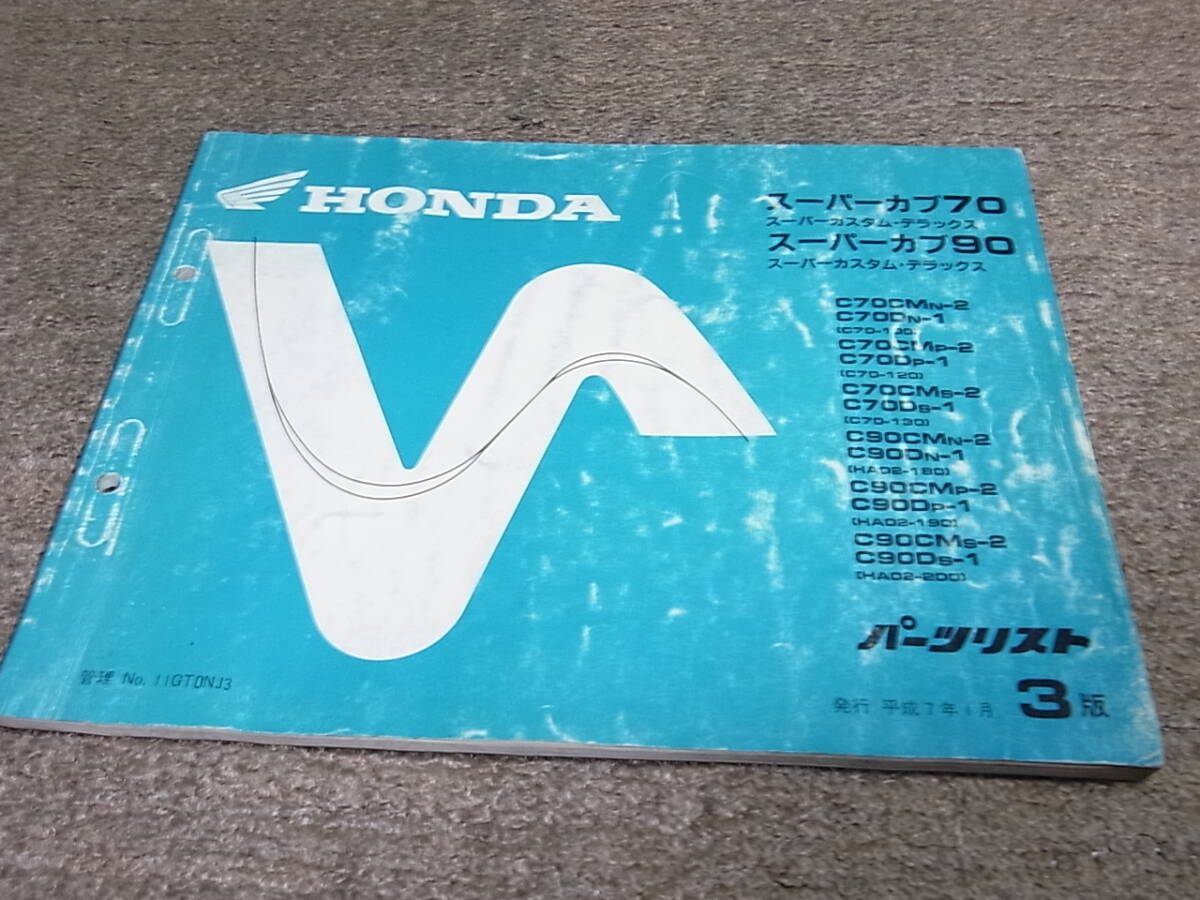 HONDA
スーパーカブ70
スーパーカスタム・デラックス
スーパーカブ90
スーパーカスタム・デラックス
C70CMN-2
C70DN-1
(C70-100)
C70CMP-2
C70DP-1
(C70-120)
C70CMS-2
C70DS-1
(C70-130)
C90CMN-2
C90DN-1
(HA02-180)
C90CMP-2
C90DP-1
(HA02-190)
C90CMS-2
C90DS-1
(HA02-200)
パーツリスト
管理 No. 11GT0NJ3
発行 平成7年1月 3版